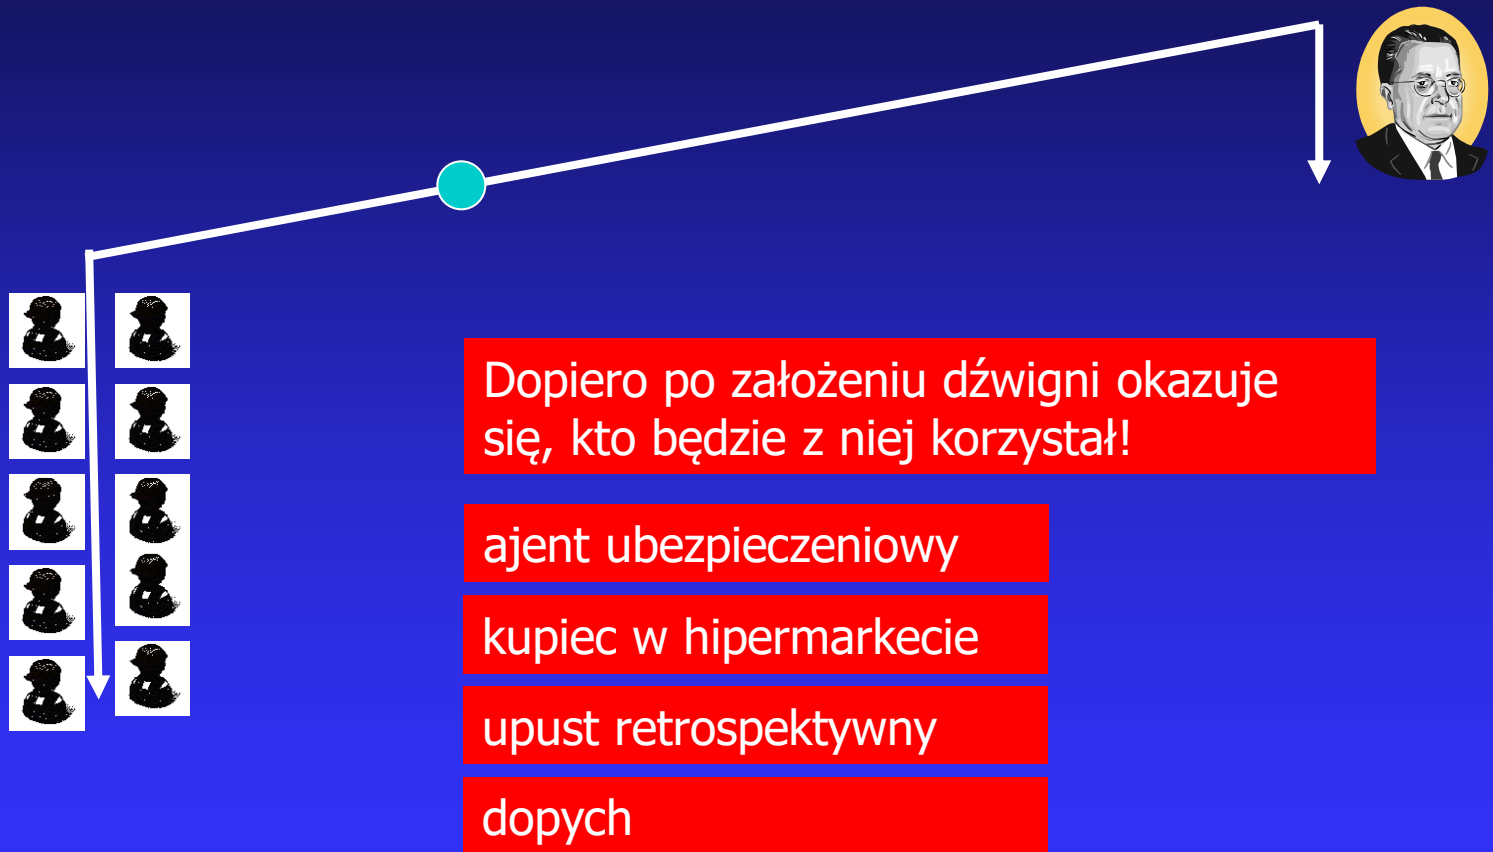 Dopiero po założeniu dźwigni okazuje
się, kto będzie z niej korzystał!
ajent ubezpieczeniowy
kupiec w hipermarkecie
upust retrospektywny
dopych